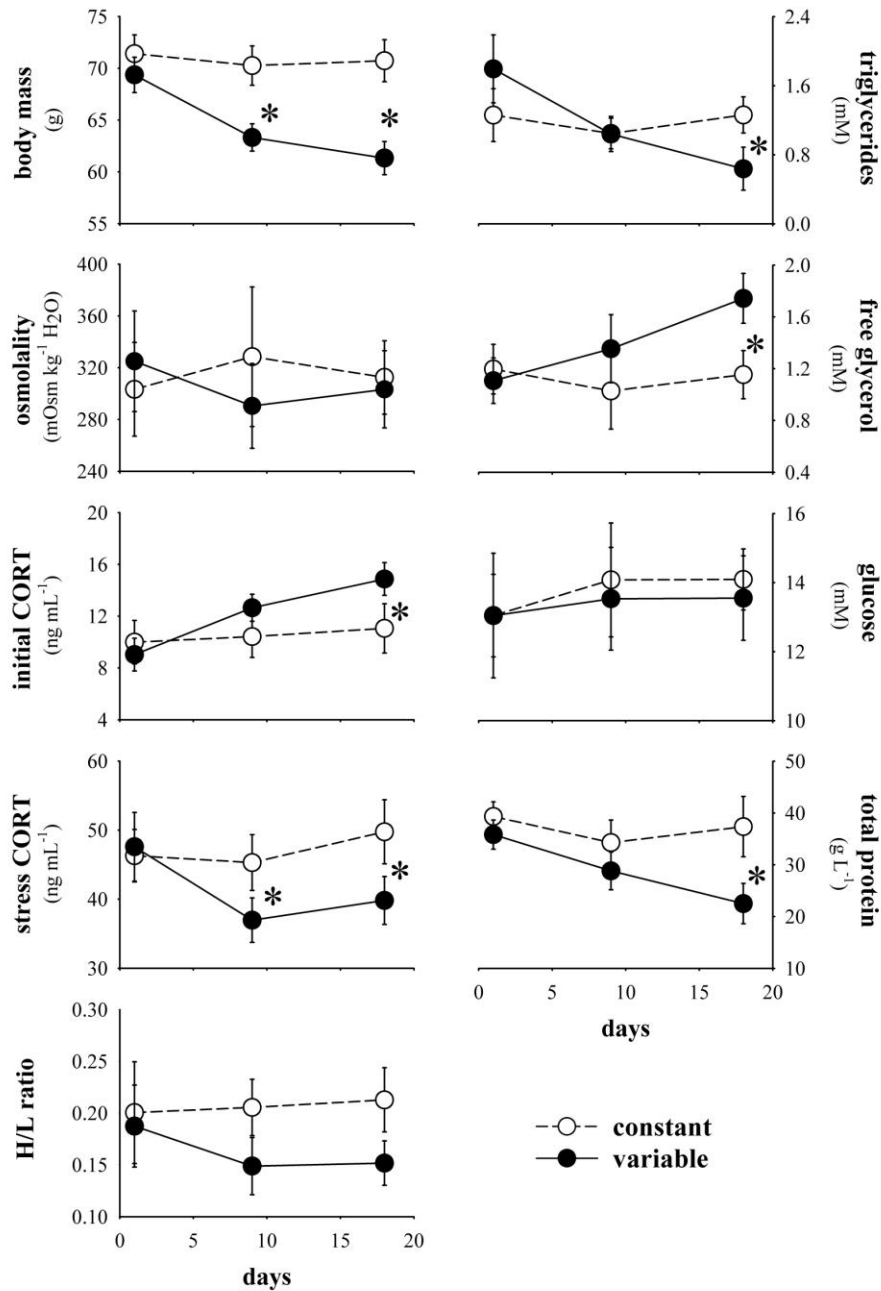 body mass
(g)
75
70
65
60
55
*
*
2.4
1.6
0.8
0.0
triglycerides
(mM)
*
osmolality
(mOsm kg⁻¹ H₂O)
400
360
320
280
240
2.0
1.6
1.2
0.8
0.4
free glycerol
(mM)
*
initial CORT
(ng mL⁻¹)
20
16
12
8
4
*
16
14
12
10
glucose
(mM)
stress CORT
(ng mL⁻¹)
60
50
40
30
*
*
50
40
30
20
10
total protein
(g L⁻¹)
*
0 5 10 15 20
days
H/L ratio
0.30
0.25
0.20
0.15
0.10
0 5 10 15 20
days
constant
variable